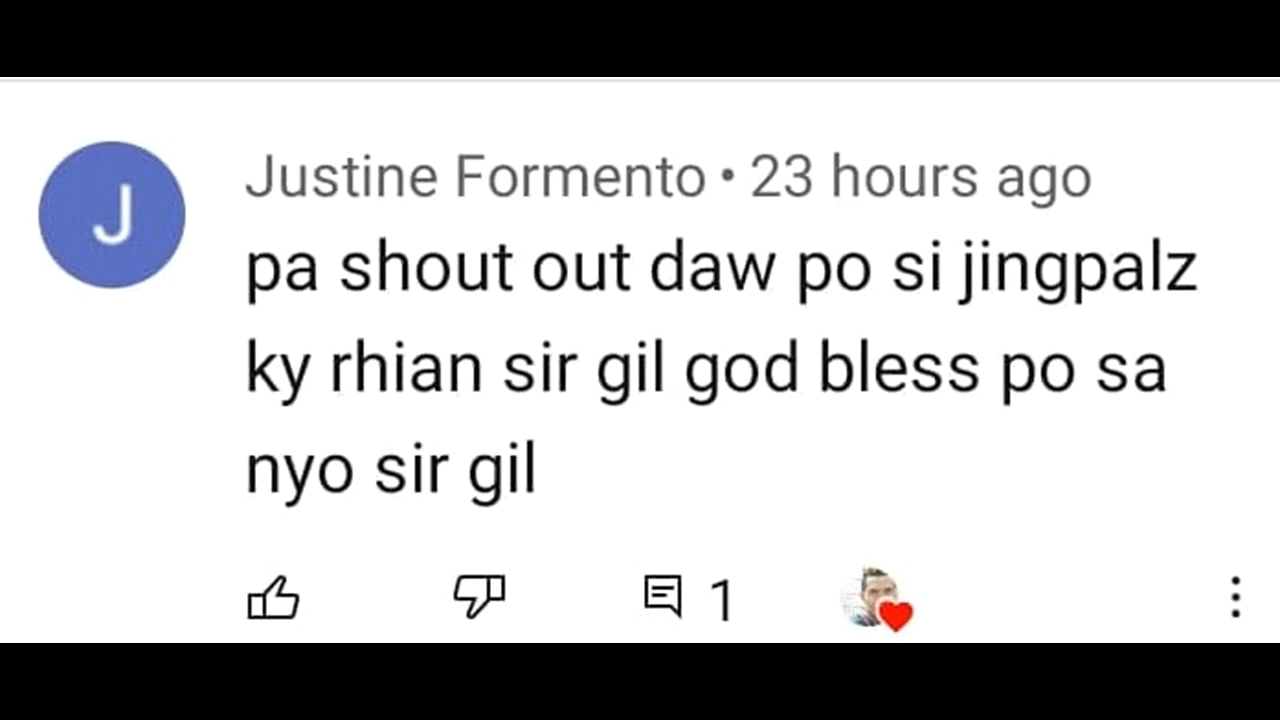 J
Justine Formento • 23 hours ago
pa shout out daw po si jingpalz
ky rhian sir gil god bless po sa
nyo sir gil
1